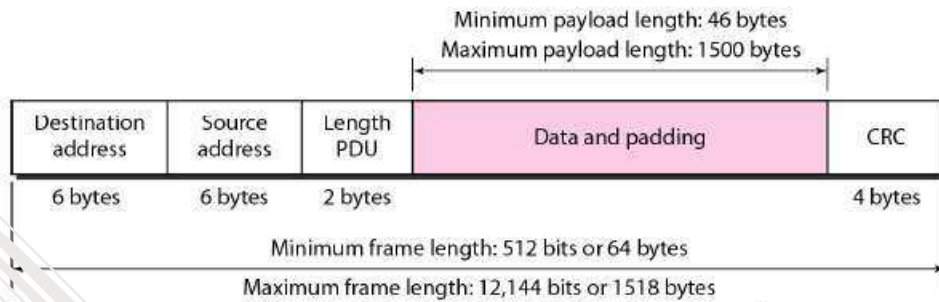 Minimum payload length: 46 bytes
Maximum payload length: 1500 bytes
Destination address
Source address
Length PDU
Data and padding
CRC
6 bytes
6 bytes
2 bytes
4 bytes
Minimum frame length: 512 bits or 64 bytes
Maximum frame length: 12,144 bits or 1518 bytes